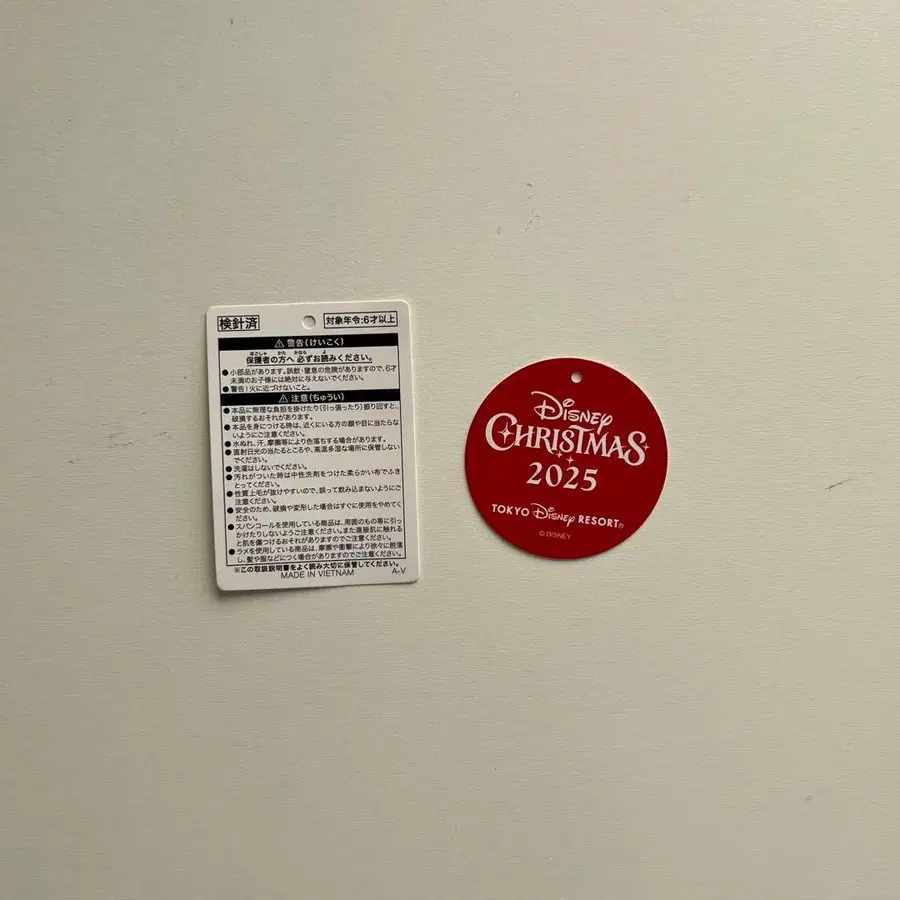 検針済
対象年令:6才以上
⚠警告(けいこく)
ほごしゃ かた かなら よ
保護者の方へ 必ずお読みください。
●小部品があります。誤飲・窒息の危険がありますので、6才
未満のお子様には絶対に与えないでください。
●警告!火に近づけないこと。
⚠注意(ちゅうい)
●本品に無理な負担を掛けたり(引っ張ったり)振り回すと、
破損するおそれがあります。
●本品を身につける時は、近くにいる方の顔や目に当たらな
いようにご注意ください。
●水ぬれ、汗、摩擦等により色落ちする場合があります。
●直射日光の当たるところや、高温多湿な場所に保管しない
でください。
●洗濯はしないでください。
●汚れがついた時は中性洗剤をつけた柔らかい布でふき
とってください。
●性質上毛が抜けやすいので、誤って飲み込まないようにご
注意ください。
●安全のため、破損や変形した場合はすぐに使用をやめてく
ださい。
●スパンコールを使用している商品は、周囲のもの等に引っ
かけたりしないようご注意ください。また直接肌に触れる
と肌を傷つけるおそれがありますのでご注意ください。
●ラメを使用している商品は、摩擦や衝撃により徐々に脱落
し、髪や服などにつく場合がありますのでご注意ください。
※この取扱説明書をよく読み大切に保管してください。
MADE IN VIETNAM
A-V
Disney
CHRISTMAS
2025
TOKYO Disney RESORT®
© DISNEY